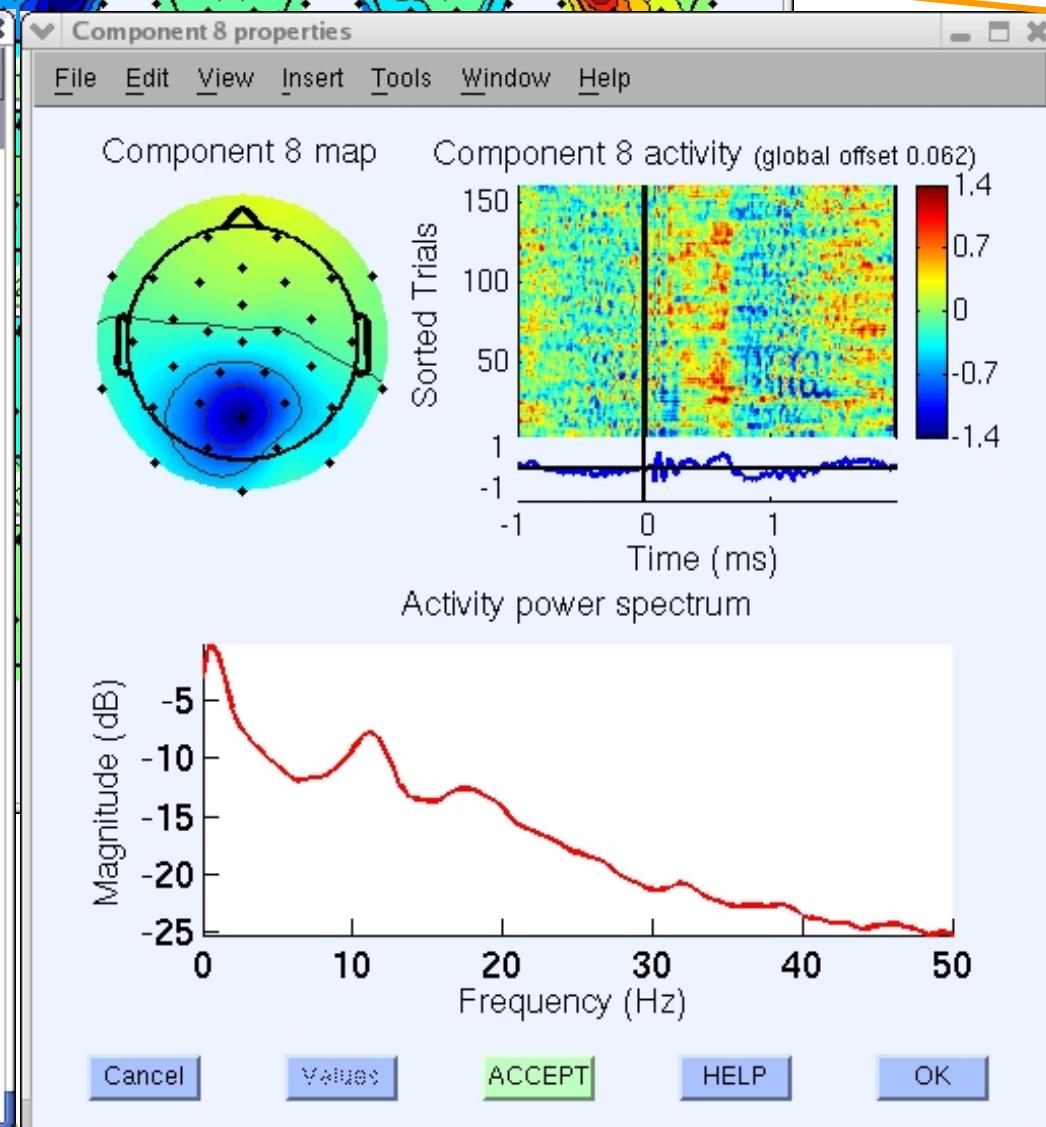 Component 8 properties
File Edit View Insert Tools Window Help
Component 8 map
Component 8 activity (global offset 0.062)
Sorted Trials
150
100
50
1
-1
1.4
0.7
0
-0.7
-1.4
-1 0 1
Time (ms)
Activity power spectrum
Magnitude (dB)
-5
-10
-15
-20
-25
0 10 20 30 40 50
Frequency (Hz)
Cancel Values ACCEPT HELP OK